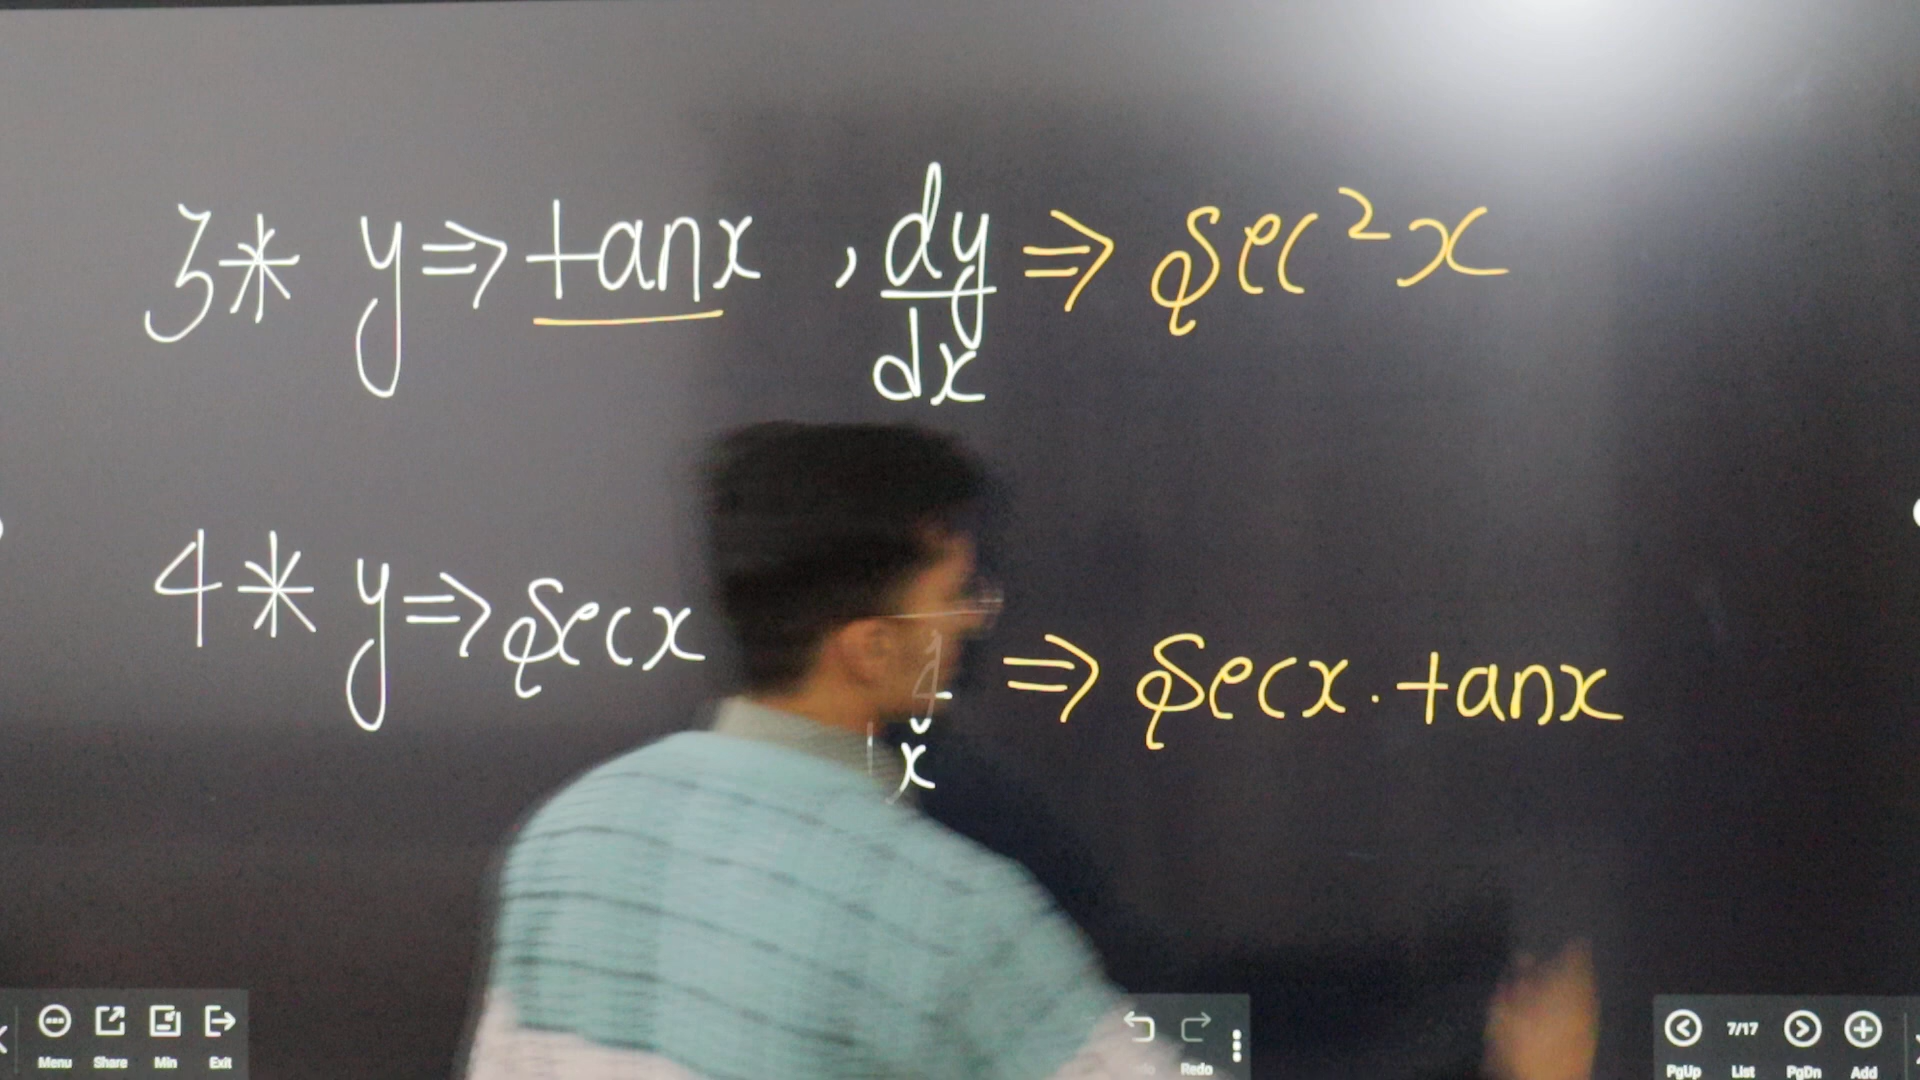 3* y⇒tanx , dy/dx ⇒ Sec²x
4* y⇒Secx ⇒ Secx.tanx
Menu Share Min Exit Redo PgUp 7/17 List PgDn Add